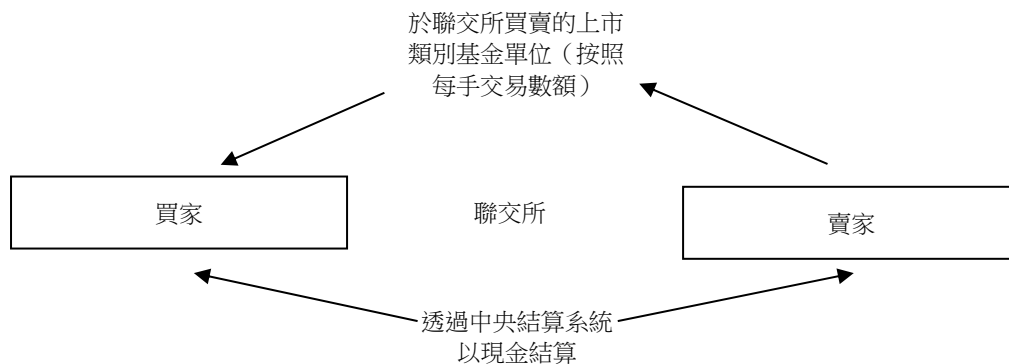 於聯交所買賣的上市
類別基金單位（按照
每手交易數額）
買家
聯交所
賣家
透過中央結算系統
以現金結算